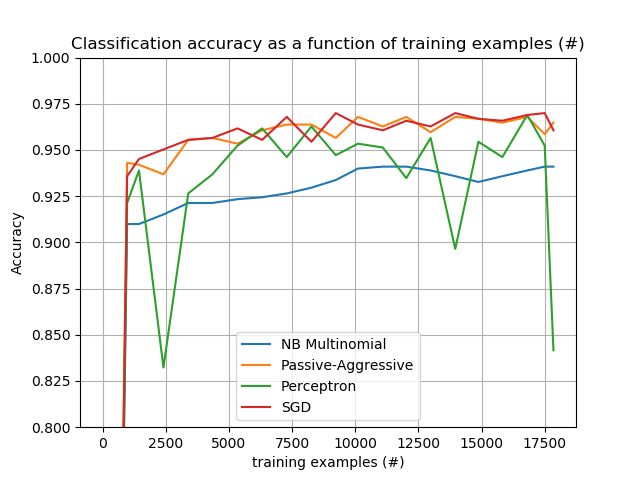 Classification accuracy as a function of training examples (#)
1.000
0.975
0.950
0.925
0.900
0.875
0.850
0.825
0.800
Accuracy
NB Multinomial
Passive-Aggressive
Perceptron
SGD
0 2500 5000 7500 10000 12500 15000 17500
training examples (#)